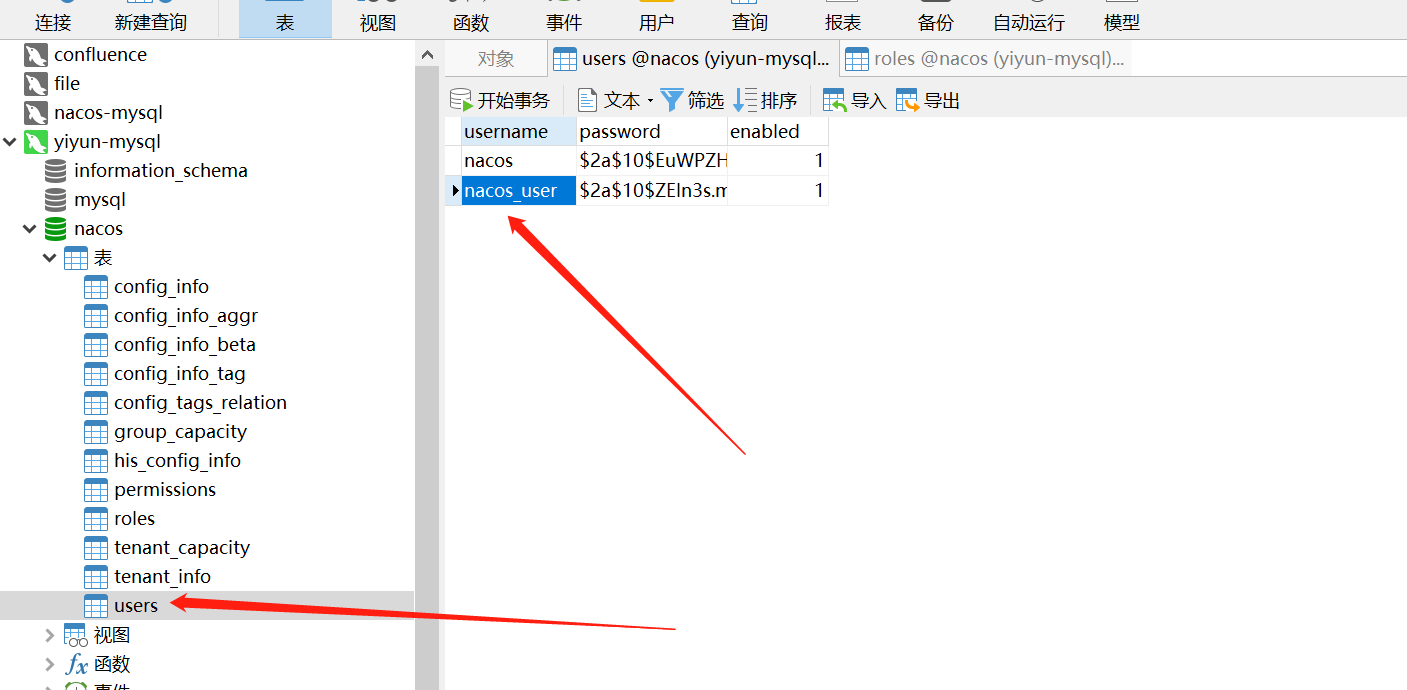 连接 新建查询 表 视图 函数 事件 用户 查询 报表 备份 自动运行 模型
confluence
file
nacos-mysql
yiyun-mysql
information_schema
mysql
nacos
表
config_info
config_info_aggr
config_info_beta
config_info_tag
config_tags_relation
group_capacity
his_config_info
permissions
roles
tenant_capacity
tenant_info
users
视图
fx 函数
事件
对象 users @nacos (yiyun-mysql... roles @nacos (yiyun-mysql)...
开始事务 文本 筛选 排序 导入 导出
username password enabled
nacos $2a$10$EuWPZH 1
nacos_user $2a$10$ZEIn3s.m 1